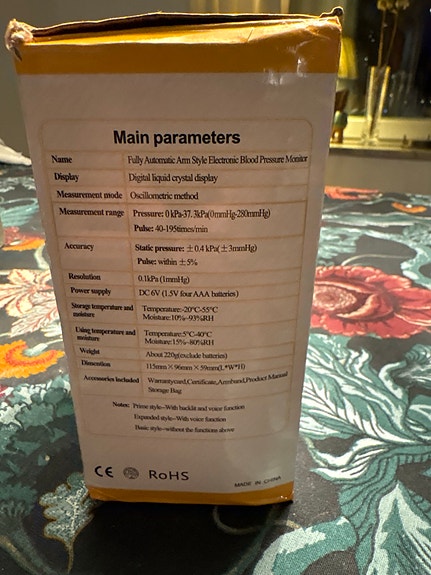 Main parameters
Name Fully Automatic Arm Style Electronic Blood Pressure Monitor
Display Digital liquid crystal display
Measurement mode Oscillometric method
Measurement range Pressure: 0 kPa-37.3kPa(0mmHg-280mmHg)
Pulse: 40-195times/min
Accuracy Static pressure: ±0.4 kPa(±3mmHg)
Pulse: within ±5%
Resolution 0.1kPa (1mmHg)
Power supply DC 6V (1.5V four AAA batteries)
Storage temperature and Temperature:-20°C-55°C
moisture Moisture:10%-93%RH
Using temperature and Temperature:5°C-40°C
moisture Moisture:15%-80%RH
Weight About 220g(exclude batteries)
Dimention 115mm×96mm×59mm(L*W*H)
Accessories included Warrantycard,Certificate,Armband,Product Manual
Storage Bag
Notes: Prime style--With backlit and voice function
Expanded style--With voice function
Basic style--without the functions above
CE RoHS MADE IN CHINA